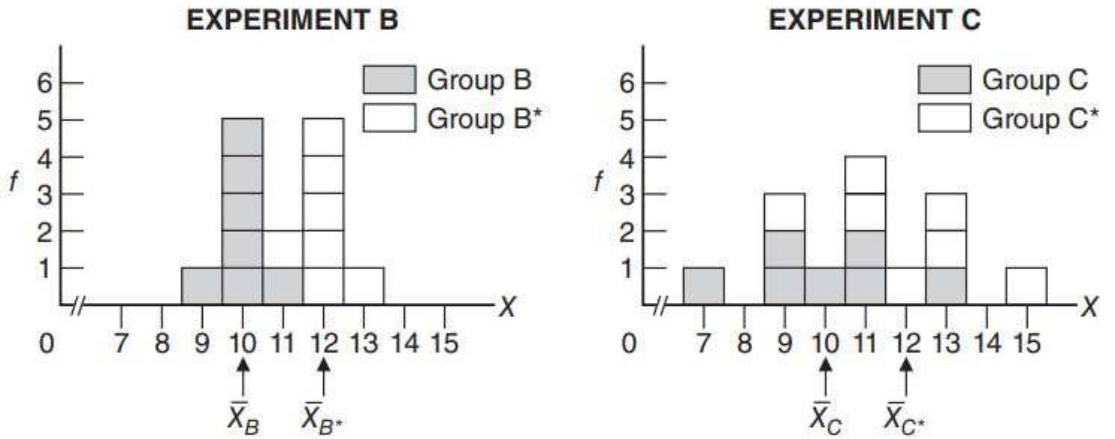 EXPERIMENT B
Group B
Group B*
f
6
5
4
3
2
1
0
7 8 9 10 11 12 13 14 15
X
X̄B
X̄B*
EXPERIMENT C
Group C
Group C*
f
6
5
4
3
2
1
0
7 8 9 10 11 12 13 14 15
X
X̄C
X̄C*